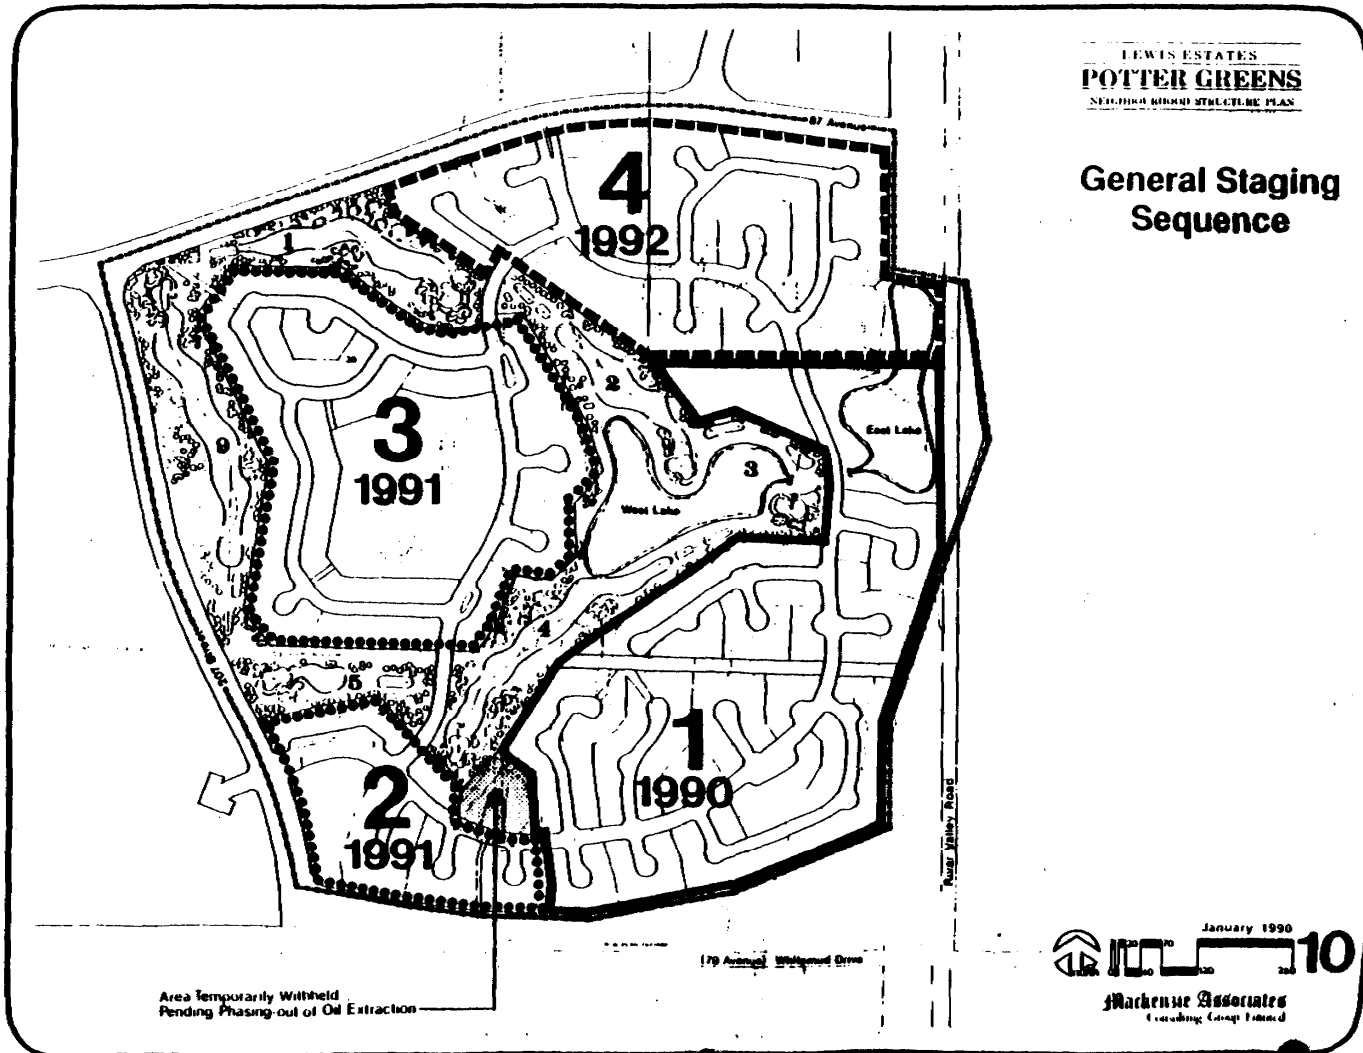 LEWIS ESTATES
POTTER GREENS
NEIGHBOURHOOD STRUCTURE PLAN
General Staging
Sequence
87 Avenue
4
1992
1
2
3
9
East Lake
3
1991
West Lake
4
5
1
1990
2
1991
River Valley Road
(79 Avenue) Whitemud Drive
Area Temporarily Withheld
Pending Phasing-out of Oil Extraction
January 1990
10
Mackenzie Associates
Consulting Group Limited